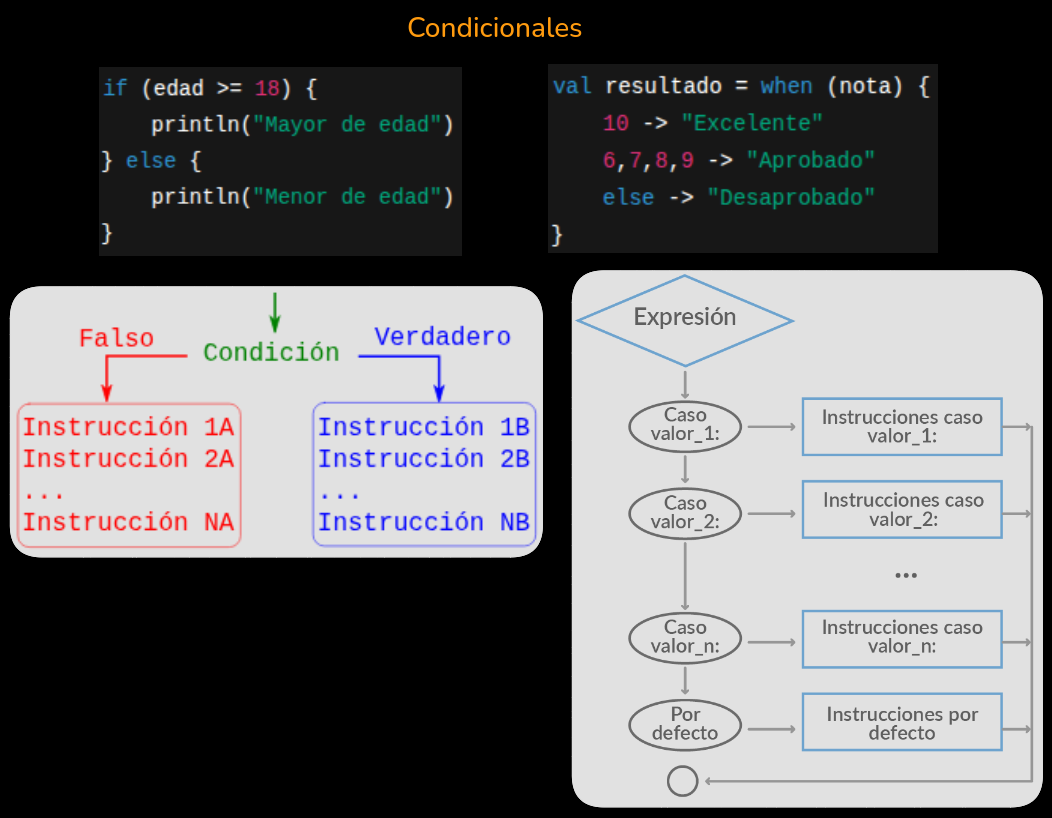 Condicionales
if (edad >= 18) {
    println("Mayor de edad")
} else {
    println("Menor de edad")
}
val resultado = when (nota) {
    10 -> "Excelente"
    6,7,8,9 -> "Aprobado"
    else -> "Desaprobado"
}
Falso
Condición
Verdadero
Instrucción 1A
Instrucción 2A
...
Instrucción NA
Instrucción 1B
Instrucción 2B
...
Instrucción NB
Expresión
Caso
valor_1:
Instrucciones caso
valor_1:
Caso
valor_2:
Instrucciones caso
valor_2:
...
Caso
valor_n:
Instrucciones caso
valor_n:
Por
defecto
Instrucciones por
defecto